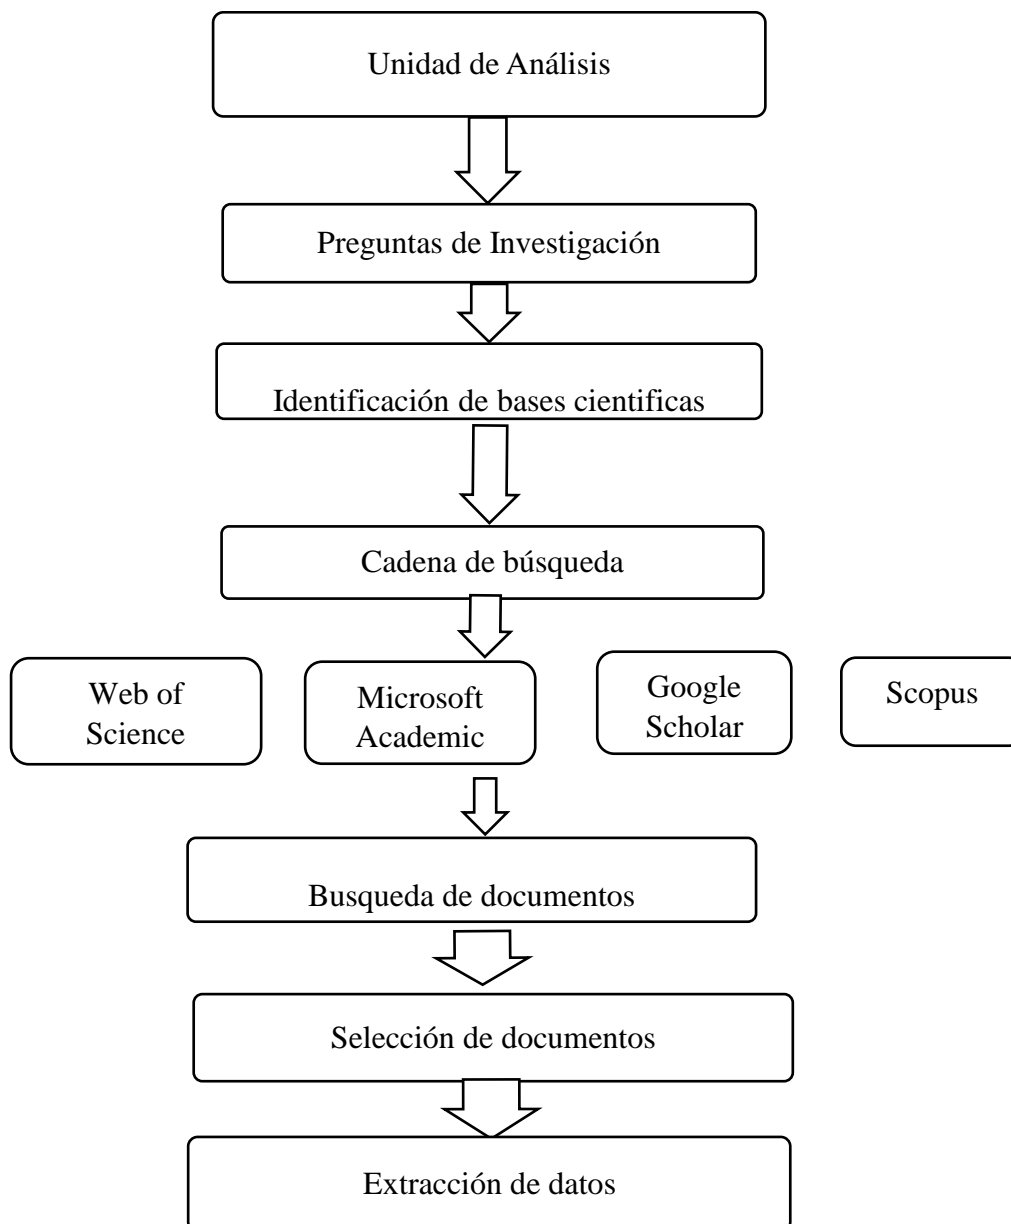 Unidad de Análisis
Preguntas de Investigación
Identificación de bases cientificas
Cadena de búsqueda
Web of
Science
Microsoft
Academic
Google
Scholar
Scopus
Busqueda de documentos
Selección de documentos
Extracción de datos